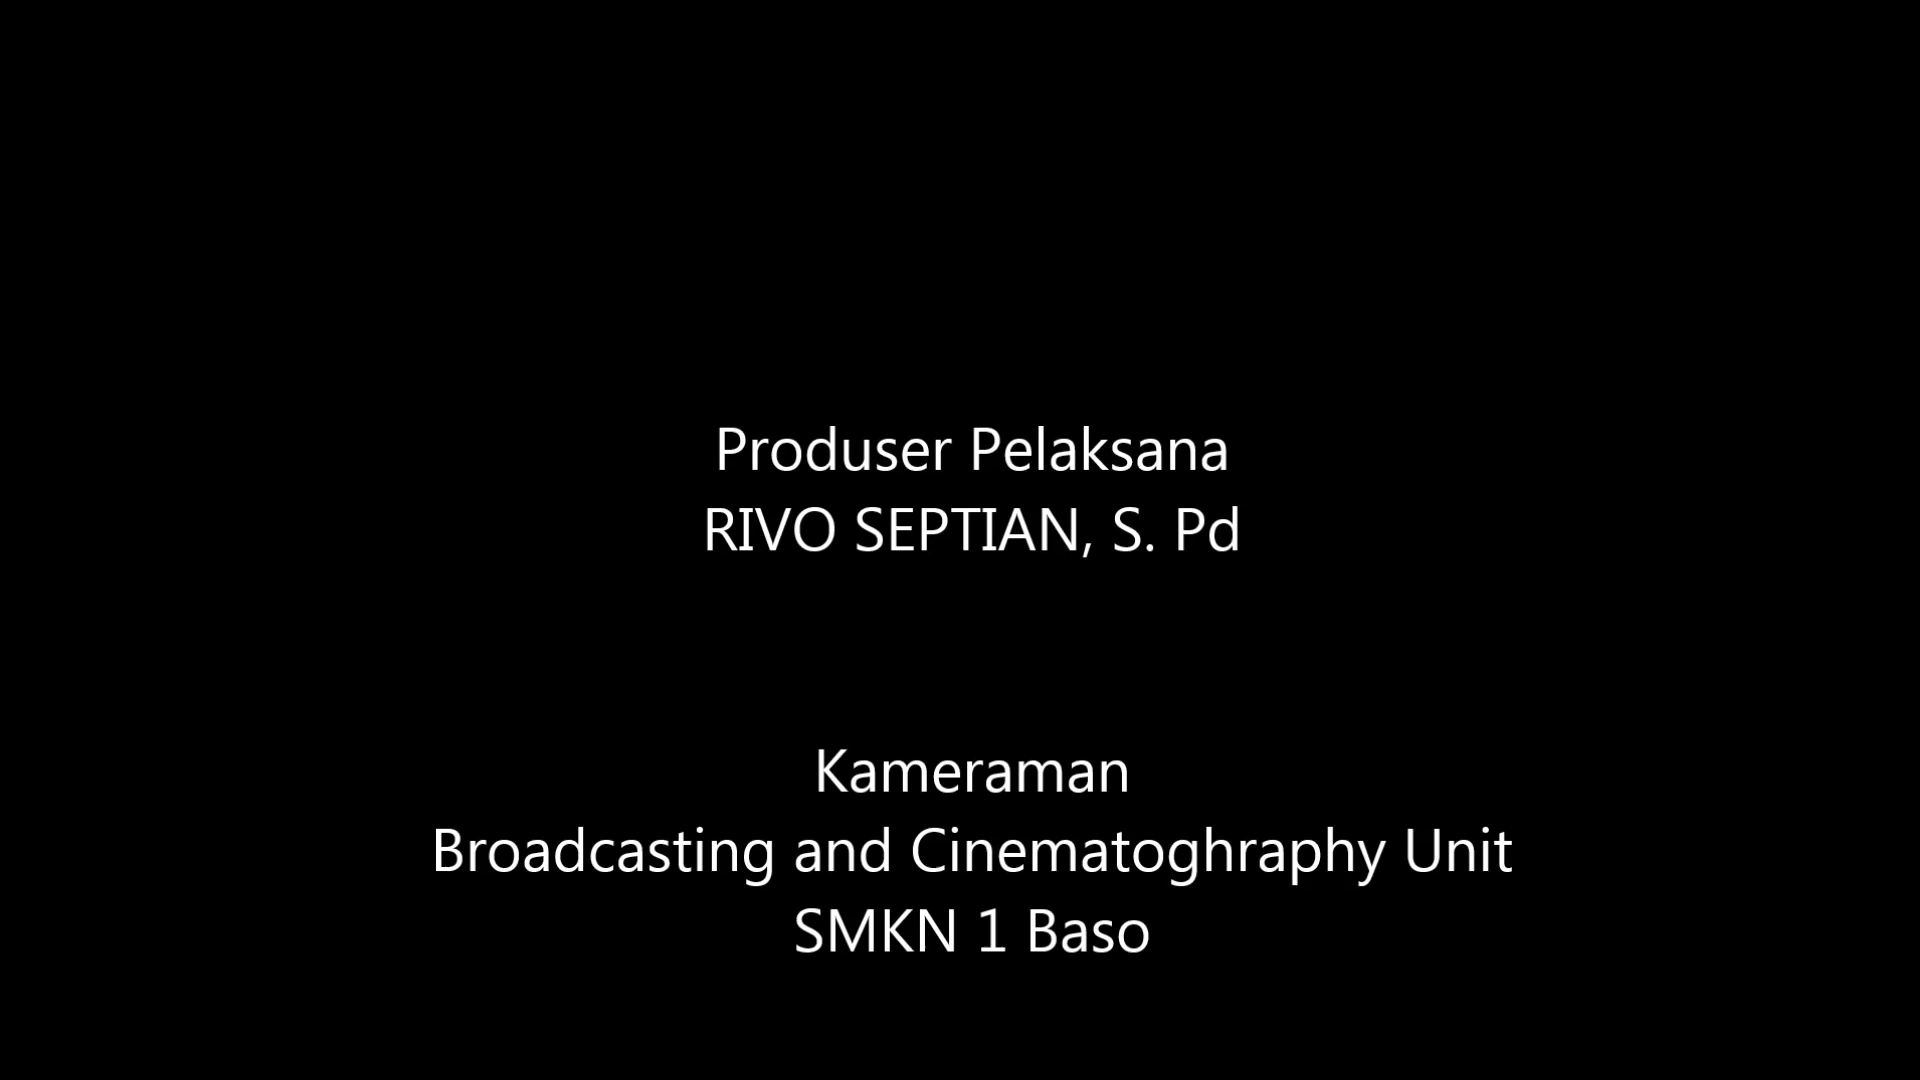 Produser Pelaksana
RIVO SEPTIAN, S. Pd
Kameraman
Broadcasting and Cinematoghraphy Unit
SMKN 1 Baso